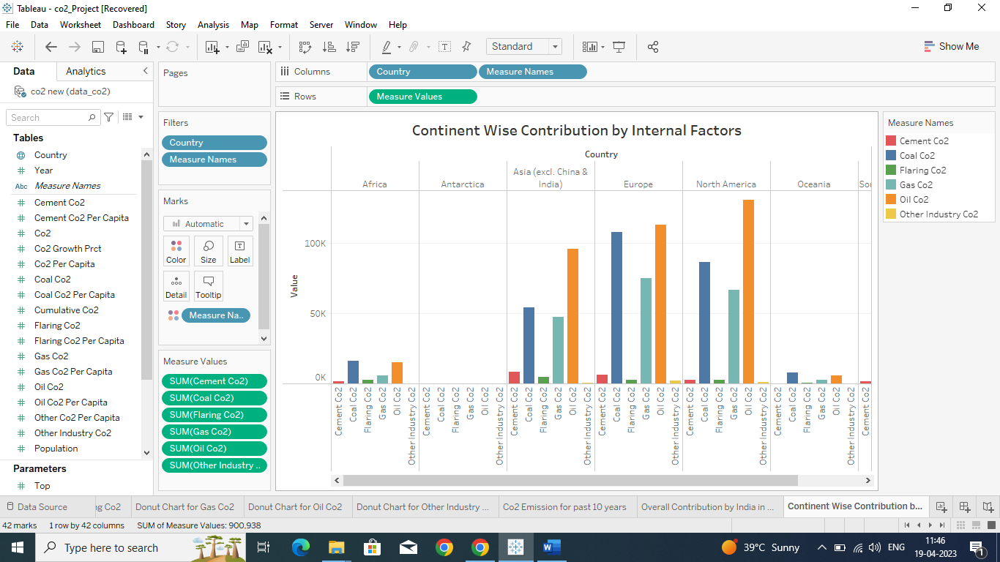 Tableau - co2_Project [Recovered]
File Data Worksheet Dashboard Story Analysis Map Format Server Window Help
Standard
Show Me
Data Analytics
co2 new (data_co2)
Search
Tables
Country
Year
Abc Measure Names
Cement Co2
Cement Co2 Per Capita
Co2
Co2 Growth Prct
Co2 Per Capita
Coal Co2
Coal Co2 Per Capita
Cumulative Co2
Flaring Co2
Flaring Co2 Per Capita
Gas Co2
Gas Co2 Per Capita
Oil Co2
Oil Co2 Per Capita
Other Co2 Per Capita
Other Industry Co2
Population
Parameters
Top
Pages
Filters
Country
Measure Names
Marks
Automatic
Color Size Label
Detail Tooltip
Measure Na..
Measure Values
SUM(Cement Co2)
SUM(Coal Co2)
SUM(Flaring Co2)
SUM(Gas Co2)
SUM(Oil Co2)
SUM(Other Industry ..
Columns Country Measure Names
Rows Measure Values
Continent Wise Contribution by Internal Factors
Country
Africa Antarctica Asia (excl. China & India) Europe North America Oceania Sou
Value
100K
50K
0K
Cement Co2 Coal Co2 Flaring Co2 Gas Co2 Oil Co2 Other Industry Co2
Cement Co2 Coal Co2 Flaring Co2 Gas Co2 Oil Co2 Other Industry Co2
Cement Co2 Coal Co2 Flaring Co2 Gas Co2 Oil Co2 Other Industry Co2
Cement Co2 Coal Co2 Flaring Co2 Gas Co2 Oil Co2 Other Industry Co2
Cement Co2 Coal Co2 Flaring Co2 Gas Co2 Oil Co2 Other Industry Co2
Cement Co2 Coal Co2 Flaring Co2 Gas Co2 Oil Co2 Other Industry Co2
Cement Co2
Measure Names
Cement Co2
Coal Co2
Flaring Co2
Gas Co2
Oil Co2
Other Industry Co2
Data Source ng Co2 Donut Chart for Gas Co2 Donut Chart for Oil Co2 Donut Chart for Other Industry ... Co2 Emission for past 10 years Overall Contribution by India in ... Continent Wise Contribution b...
42 marks 1 row by 42 columns SUM of Measure Values: 900,938
Type here to search
39°C Sunny
ENG
11:46
19-04-2023
1